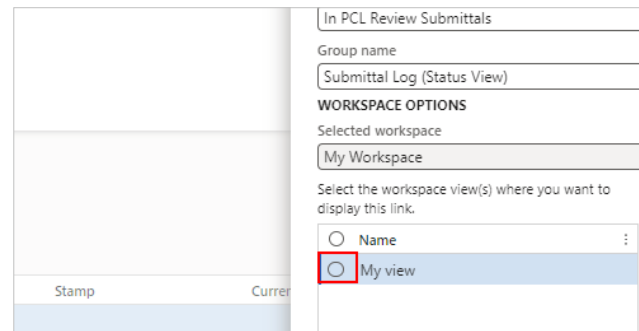 In PCL Review Submittals
Group name
Submittal Log (Status View)
WORKSPACE OPTIONS
Selected workspace
My Workspace
Select the workspace view(s) where you want to
display this link.
Name
My view
Stamp
Curren